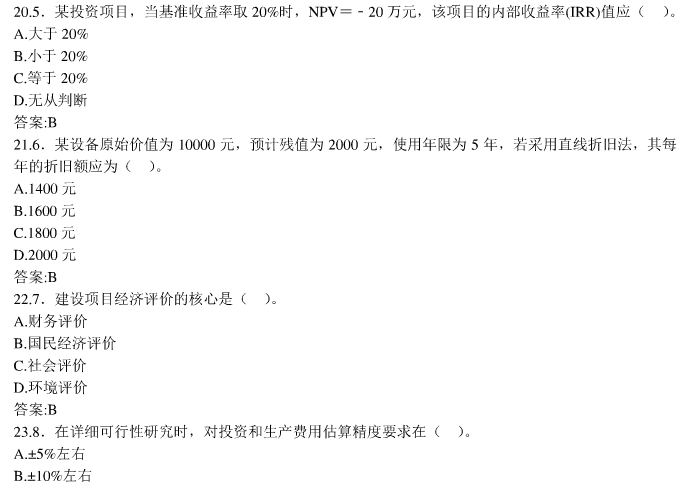 20.5．某投资项目，当基准收益率取 20%时，NPV＝﹣20 万元，该项目的内部收益率(IRR)值应（　）。
A.大于 20%
B.小于 20%
C.等于 20%
D.无从判断
答案:B
21.6．某设备原始价值为 10000 元，预计残值为 2000 元，使用年限为 5 年，若采用直线折旧法，其每
年的折旧额应为（　）。
A.1400 元
B.1600 元
C.1800 元
D.2000 元
答案:B
22.7．建设项目经济评价的核心是（　）。
A.财务评价
B.国民经济评价
C.社会评价
D.环境评价
答案:B
23.8．在详细可行性研究时，对投资和生产费用估算精度要求在（　）。
A.±5%左右
B.±10%左右